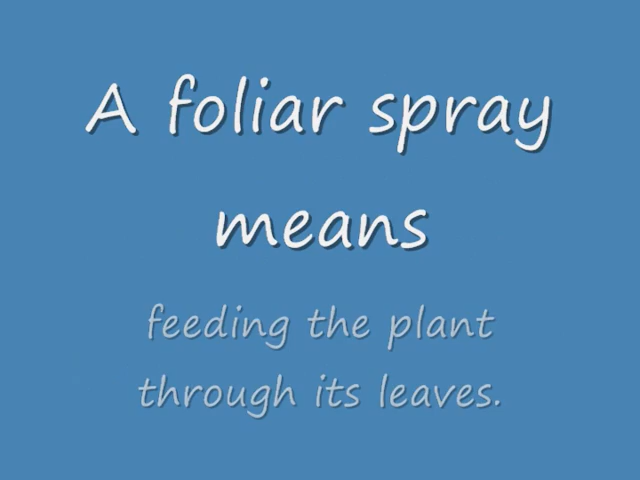 A foliar spray
means
feeding the plant
through its leaves.